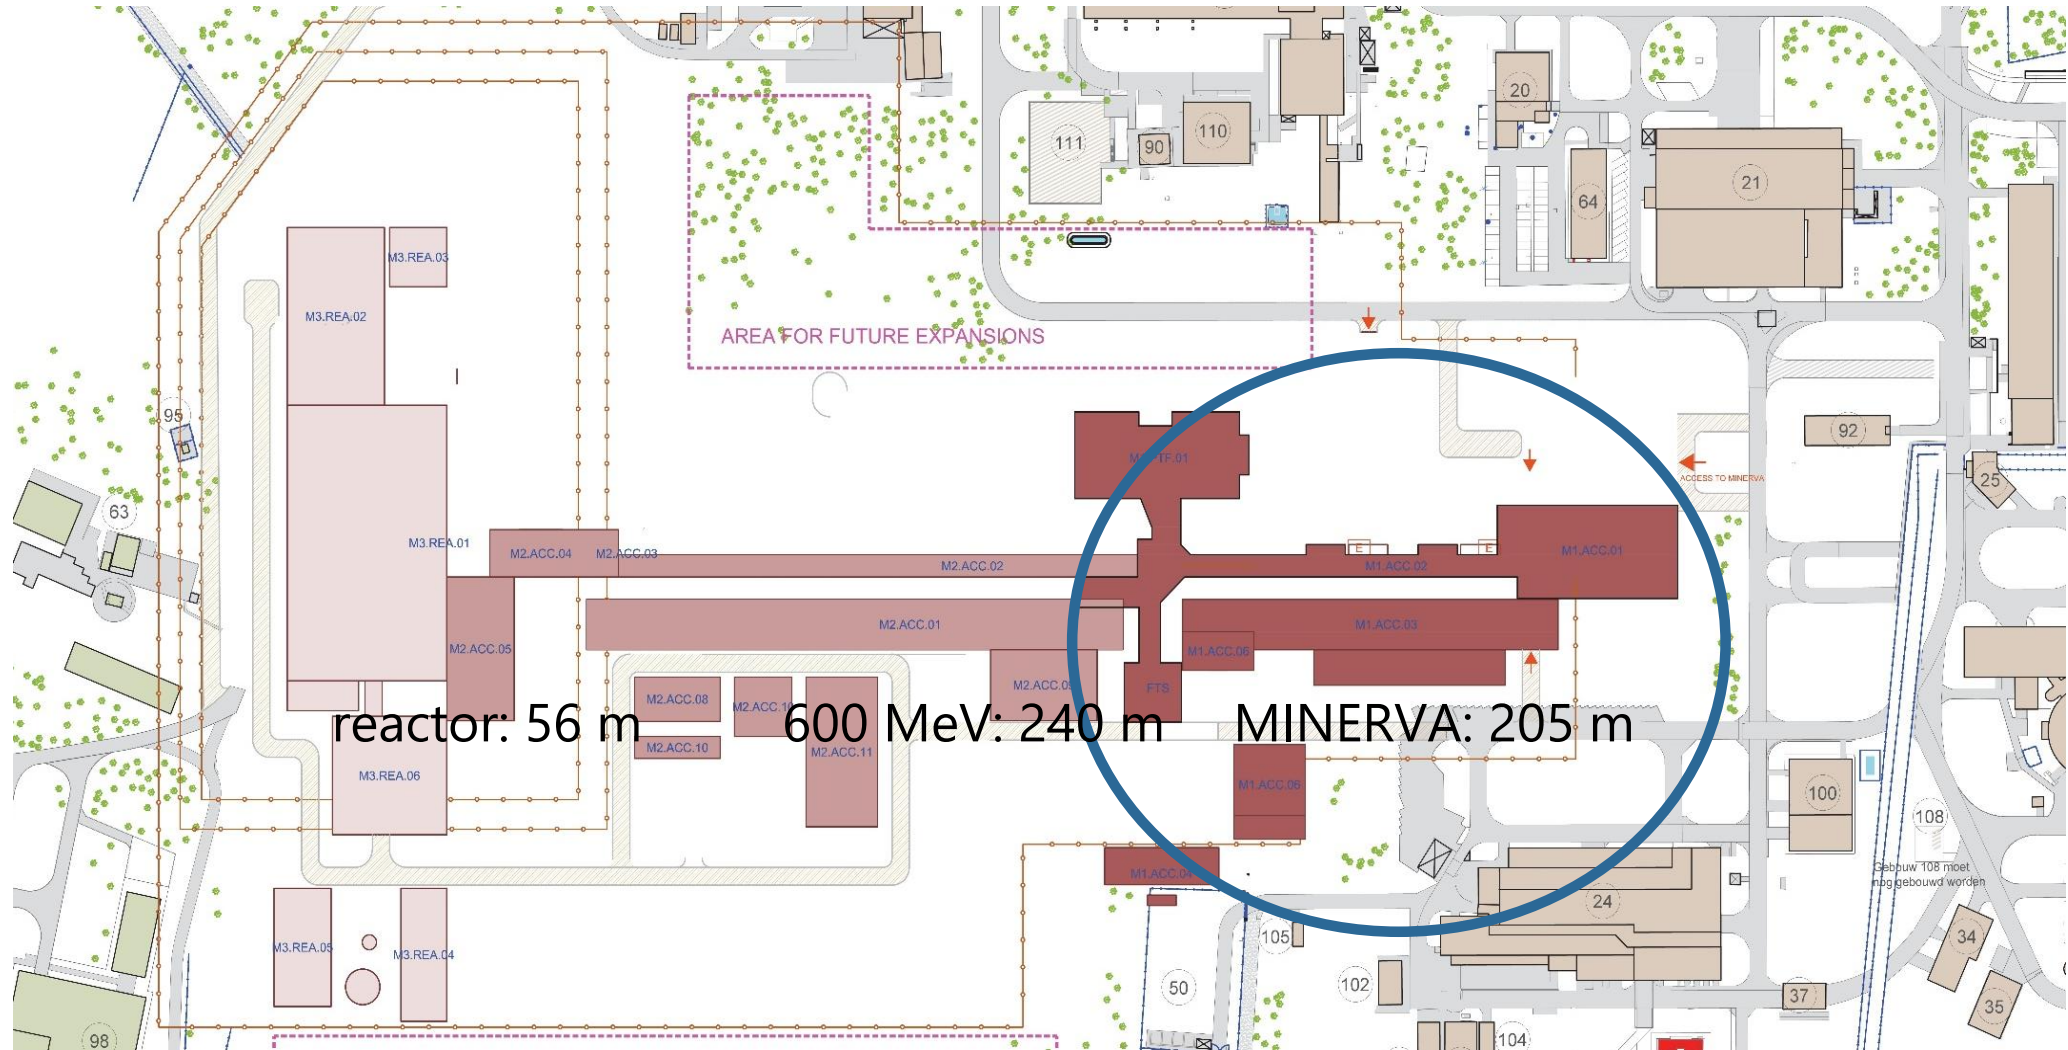 20
111
90
110
21
64
M3.REA.03
M3.REA.02
AREA FOR FUTURE EXPANSIONS
95
92
ACCESS TO MINERVA
25
63
M3.REA.01
M2.ACC.04
M2.ACC.03
M2.ACC.02
E
E
M1.ACC.01
M1.ACC.02
M2.ACC.01
M1.ACC.03
M2.ACC.05
M1.ACC.06
FTS
M2.ACC.08
M2.ACC.10
M2.ACC.11
reactor: 56 m
600 MeV: 240 m
MINERVA: 205 m
M3.REA.06
M1.ACC.06
100
108
Gebouw 108 moet
nog gebouwd worden
M1.ACC.04
24
M3.REA.05
M3.REA.04
105
34
50
102
37
35
98
104